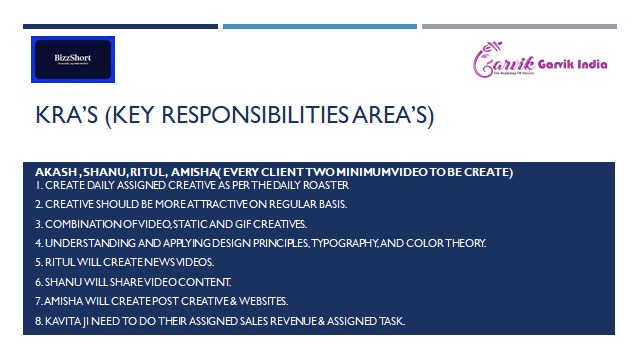 BizzShort
Garvik Garvik India
The Beginning Of Success
KRA'S (KEY RESPONSIBILITIES AREA'S)
AKASH , SHANU, RITUL, AMISHA( EVERY CLIENT TWO MINIMUM VIDEO TO BE CREATE)
1. CREATE DAILY ASSIGNED CREATIVE AS PER THE DAILY ROASTER
2. CREATIVE SHOULD BE MORE ATTRACTIVE ON REGULAR BASIS.
3. COMBINATION OF VIDEO, STATIC AND GIF CREATIVES.
4. UNDERSTANDING AND APPLYING DESIGN PRINCIPLES, TYPOGRAPHY, AND COLOR THEORY.
5. RITUL WILL CREATE NEWS VIDEOS.
6. SHANU WILL SHARE VIDEO CONTENT.
7. AMISHA WILL CREATE POST CREATIVE & WEBSITES.
8. KAVITA JI NEED TO DO THEIR ASSIGNED SALES REVENUE & ASSIGNED TASK.